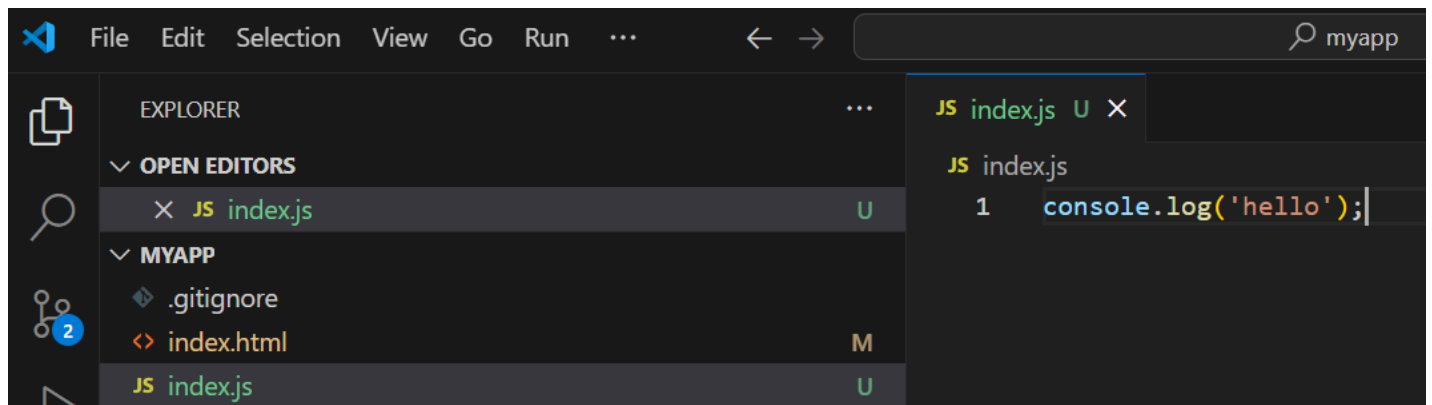 File Edit Selection View Go Run ··· myapp
EXPLORER ···
JS index.js U
OPEN EDITORS
JS index.js
JS index.js U
1 console.log('hello');
MYAPP
.gitignore
2
index.html M
JS index.js U